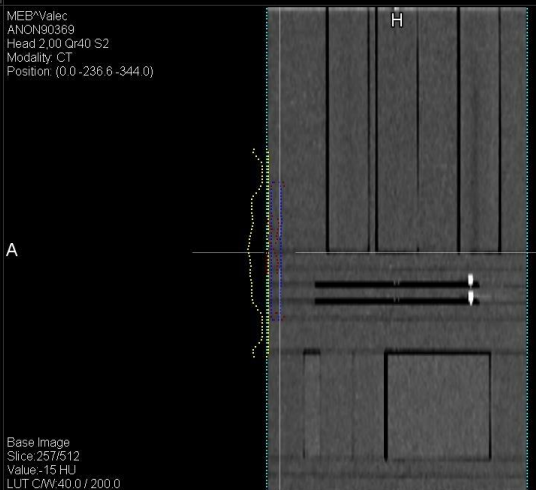 MEB^Valec
ANON90369
Head 2,00 Qr40 S2
Modality: CT
Position: (0.0 -236.6 -344.0)
H
A
Base Image
Slice:257/512
Value:-15 HU
LUT C/W:40.0 / 200.0